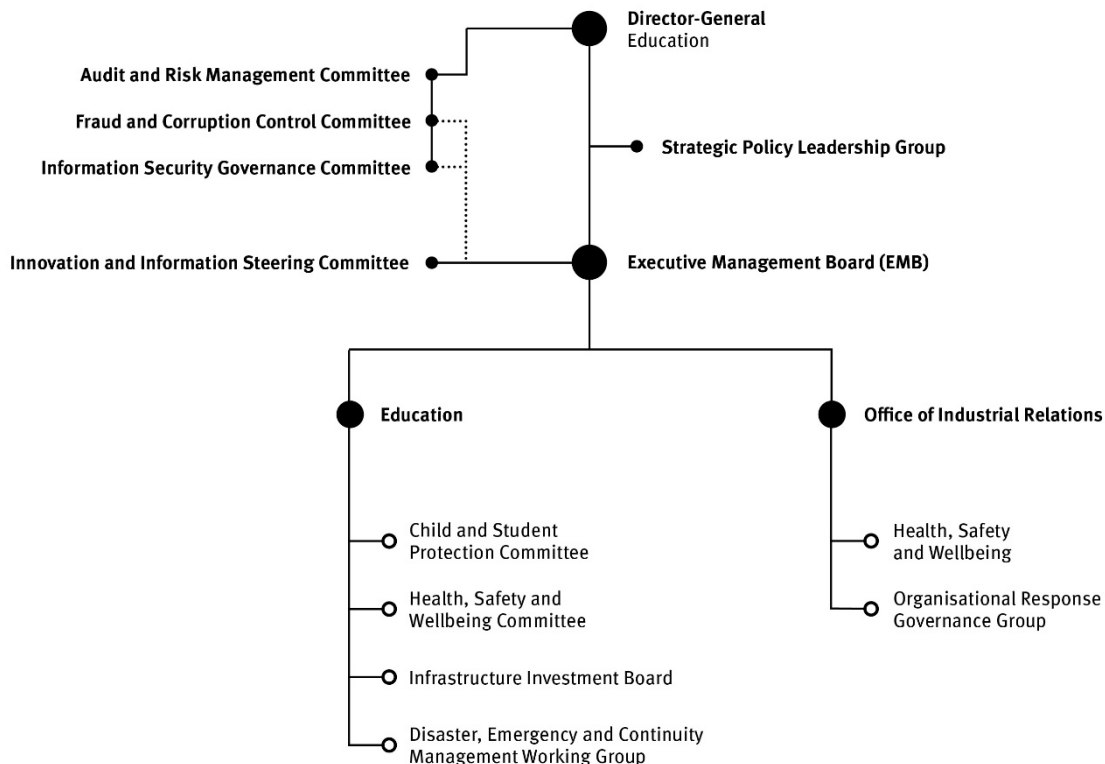 Director-General
Education
Audit and Risk Management Committee
Fraud and Corruption Control Committee
Strategic Policy Leadership Group
Information Security Governance Committee
Innovation and Information Steering Committee
Executive Management Board (EMB)
Education
Office of Industrial Relations
Child and Student
Protection Committee
Health, Safety
and Wellbeing
Health, Safety and
Wellbeing Committee
Organisational Response
Governance Group
Infrastructure Investment Board
Disaster, Emergency and Continuity
Management Working Group